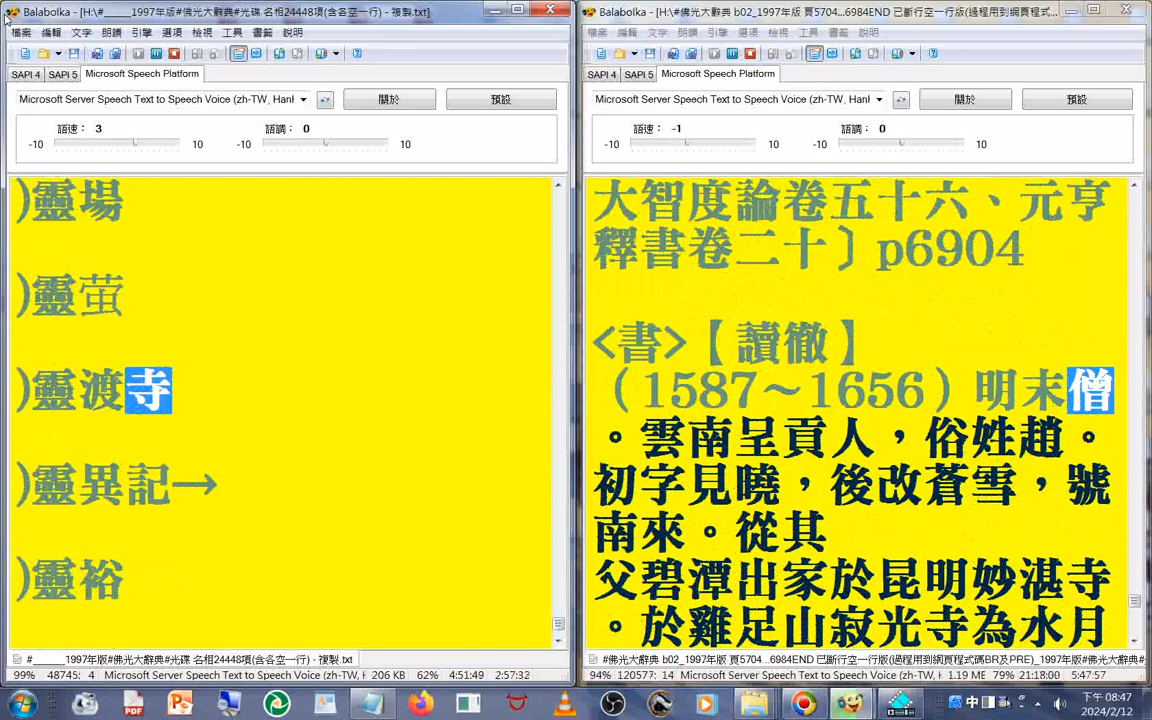 Balabolka - [H:\#_____1997年版#佛光大辭典#光碟 名相24448項(含各空一行) - 複製.txt]
檔案 編輯 文字 朗讀 引擎 選項 檢視 工具 書籤 說明
SAPI 4 SAPI 5 Microsoft Speech Platform
Microsoft Server Speech Text to Speech Voice (zh-TW, Hanl 關於 預設
語速： 3 語調： 0
-10 10 -10 10
)靈場
)靈茧
)靈渡寺
)靈異記→
)靈裕
#_____1997年版#佛光大辭典#光碟 名相24448項(含各空一行) - 複製.txt
99% 48745: 4 Microsoft Server Speech Text to Speech Voice (zh-TW, H 206 KB 62% 4:51:49 2:57:32
Balabolka - [H:\#佛光大辭典 b02_1997年版 頁5704...6984END 已斷行空一行版(過程用到網頁程式...
檔案 編輯 文字 朗讀 引擎 選項 檢視 工具 書籤 說明
SAPI 4 SAPI 5 Microsoft Speech Platform
Microsoft Server Speech Text to Speech Voice (zh-TW, Hanl 關於 預設
語速： -1 語調： 0
-10 10 -10 10
大智度論卷五十六、元亨
釋書卷二十〕p6904
<書>【讀徹】
（1587～1656）明末僧
。雲南呈貢人，俗姓趙。
初字見曉，後改蒼雪，號
南來。從其
父碧潭出家於昆明妙湛寺
。於雞足山寂光寺為水月
#佛光大辭典 b02_1997年版 頁5704...6984END 已斷行空一行版(過程用到網頁程式碼BR及PRE)_1997年版#佛光大辭典#
94% 120577: 14 Microsoft Server Speech Text to Speech Voice (zh-TW, H 1.19 MB 79% 21:18:00 5:47:57
PDF
中
下午 08:47
2024/2/12